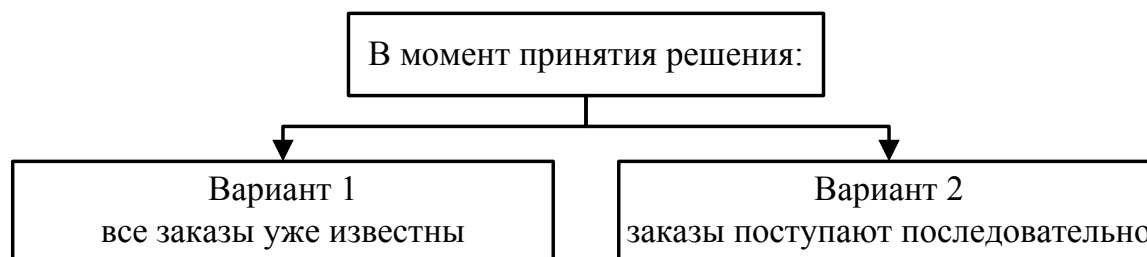 В момент принятия решения:
Вариант 1
все заказы уже известны
Вариант 2
заказы поступают последовательно